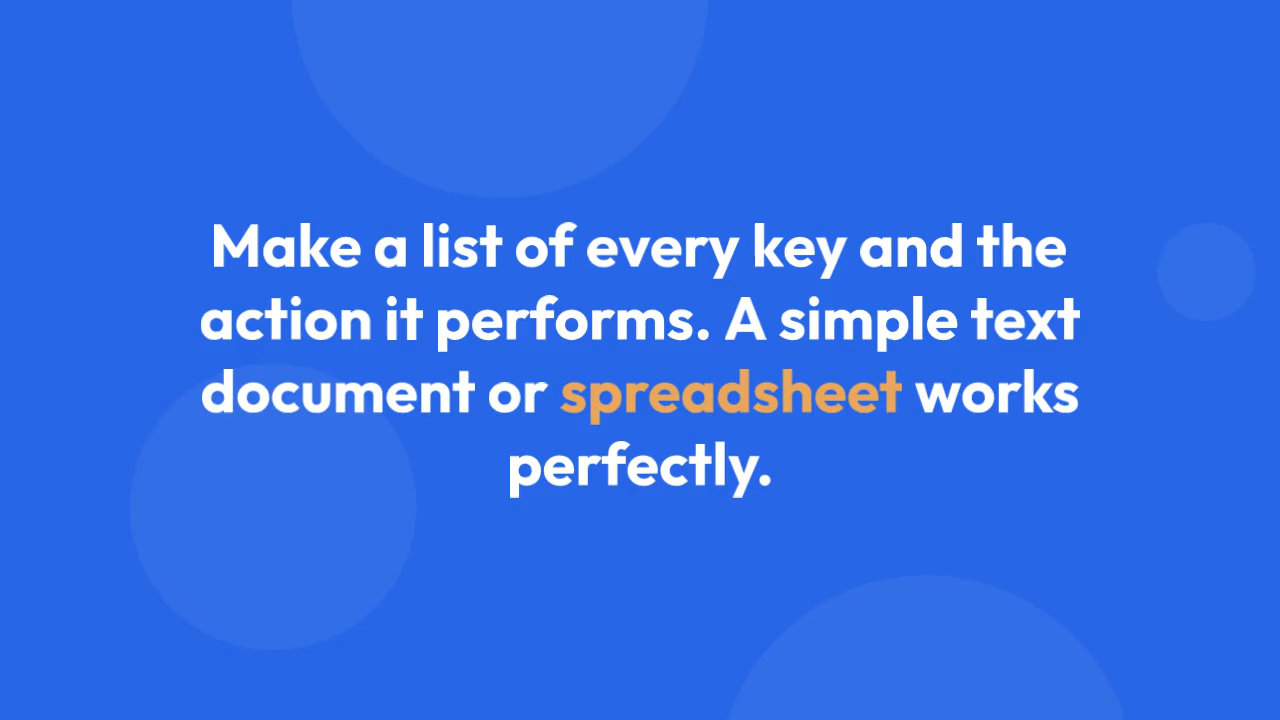 Make a list of every key and the
action it performs. A simple text
document or spreadsheet works
perfectly.